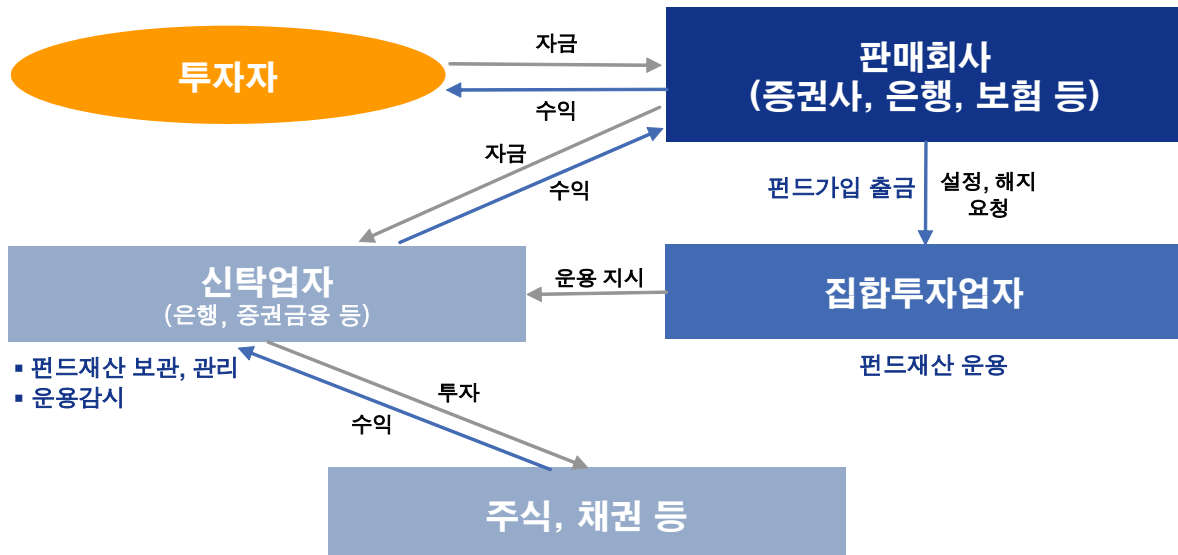 투자자
자금
수익
판매회사
(증권사, 은행, 보험 등)
자금
수익
펀드가입 출금
설정, 해지
요청
신탁업자
(은행, 증권금융 등)
운용 지시
집합투자업자
▪ 펀드재산 보관, 관리
▪ 운용감시
펀드재산 운용
투자
수익
주식, 채권 등